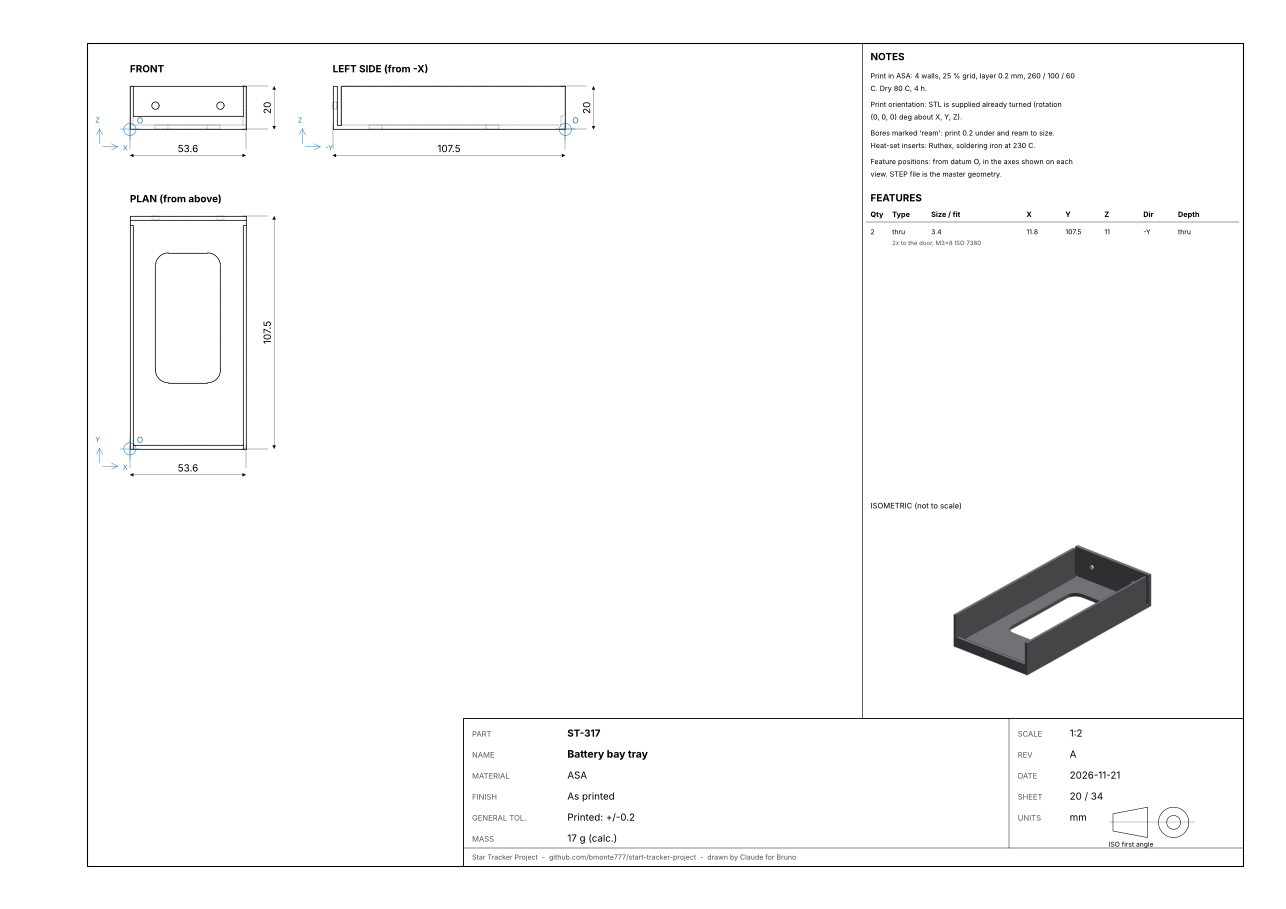 FRONT
20
Z
O
X
53.6
LEFT SIDE (from -X)
20
Z
O
-Y
107.5
PLAN (from above)
107.5
Y
O
X
53.6
NOTES
Print in ASA: 4 walls, 25 % grid, layer 0.2 mm, 260 / 100 / 60
C. Dry 80 C, 4 h.
Print orientation: STL is supplied already turned (rotation
(0, 0, 0) deg about X, Y, Z).
Bores marked 'ream': print 0.2 under and ream to size.
Heat-set inserts: Ruthex, soldering iron at 230 C.
Feature positions: from datum O, in the axes shown on each
view. STEP file is the master geometry.
FEATURES
Qty Type Size / fit X Y Z Dir Depth
2 thru 3.4 11.8 107.5 11 -Y thru
2x to the door, M3×8 ISO 7380
ISOMETRIC (not to scale)
PART ST-317
NAME Battery bay tray
MATERIAL ASA
FINISH As printed
GENERAL TOL. Printed: +/-0.2
MASS 17 g (calc.)
SCALE 1:2
REV A
DATE 2026-11-21
SHEET 20 / 34
UNITS mm
ISO first angle
Star Tracker Project - github.com/bmonte777/start-tracker-project - drawn by Claude for Bruno